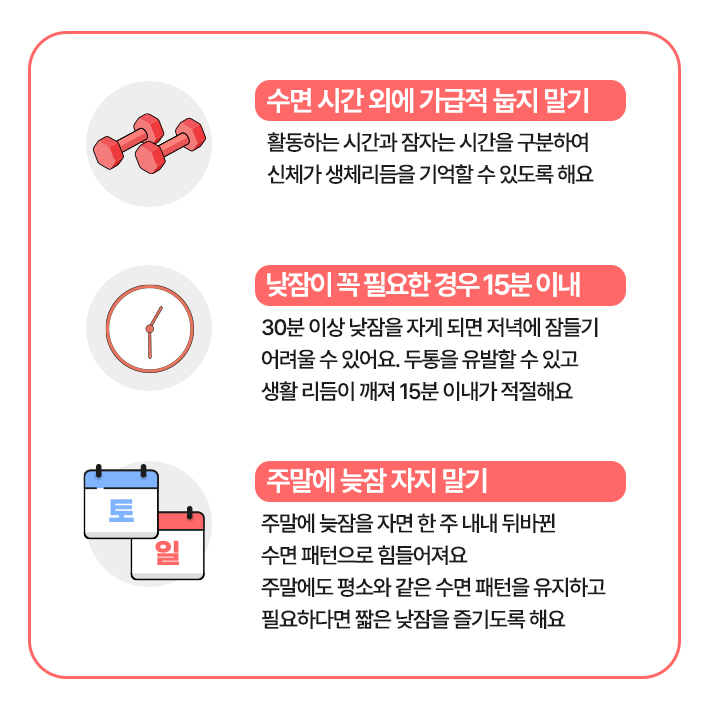 수면 시간 외에 가급적 눕지 말기
활동하는 시간과 잠자는 시간을 구분하여
신체가 생체리듬을 기억할 수 있도록 해요
낮잠이 꼭 필요한 경우 15분 이내
30분 이상 낮잠을 자게 되면 저녁에 잠들기
어려울 수 있어요. 두통을 유발할 수 있고
생활 리듬이 깨져 15분 이내가 적절해요
토
일
주말에 늦잠 자지 말기
주말에 늦잠을 자면 한 주 내내 뒤바뀐
수면 패턴으로 힘들어져요
주말에도 평소와 같은 수면 패턴을 유지하고
필요하다면 짧은 낮잠을 즐기도록 해요